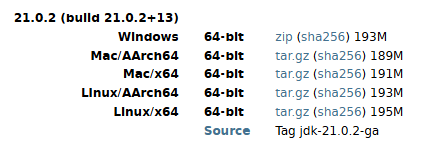 21.0.2 (build 21.0.2+13)
Windows 64-bit zip (sha256) 193M
Mac/AArch64 64-bit tar.gz (sha256) 189M
Mac/x64 64-bit tar.gz (sha256) 191M
Linux/AArch64 64-bit tar.gz (sha256) 193M
Linux/x64 64-bit tar.gz (sha256) 195M
Source Tag jdk-21.0.2-ga